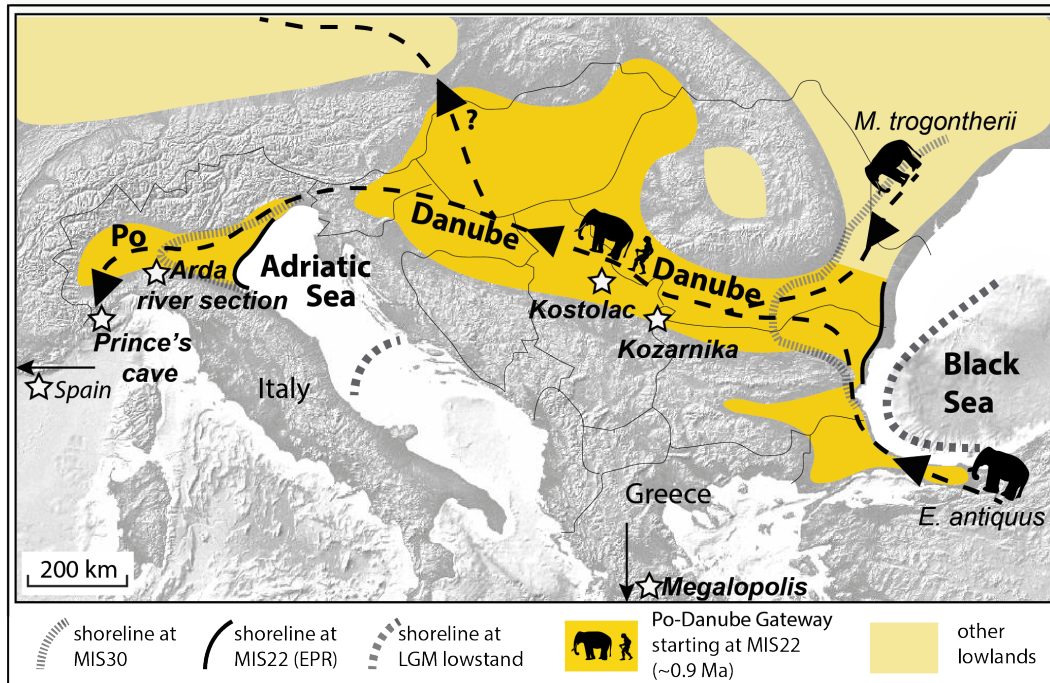 M. trogontherii
?
Po
Danube
Danube
Arda
river section
Adriatic
Sea
Kostolac
Kozarnika
Prince's
cave
Spain
Italy
Black
Sea
Greece
E. antiquus
Megalopolis
200 km
shoreline at
MIS30
shoreline at
MIS22 (EPR)
shoreline at
LGM lowstand
Po-Danube Gateway
starting at MIS22
(~0.9 Ma)
other
lowlands